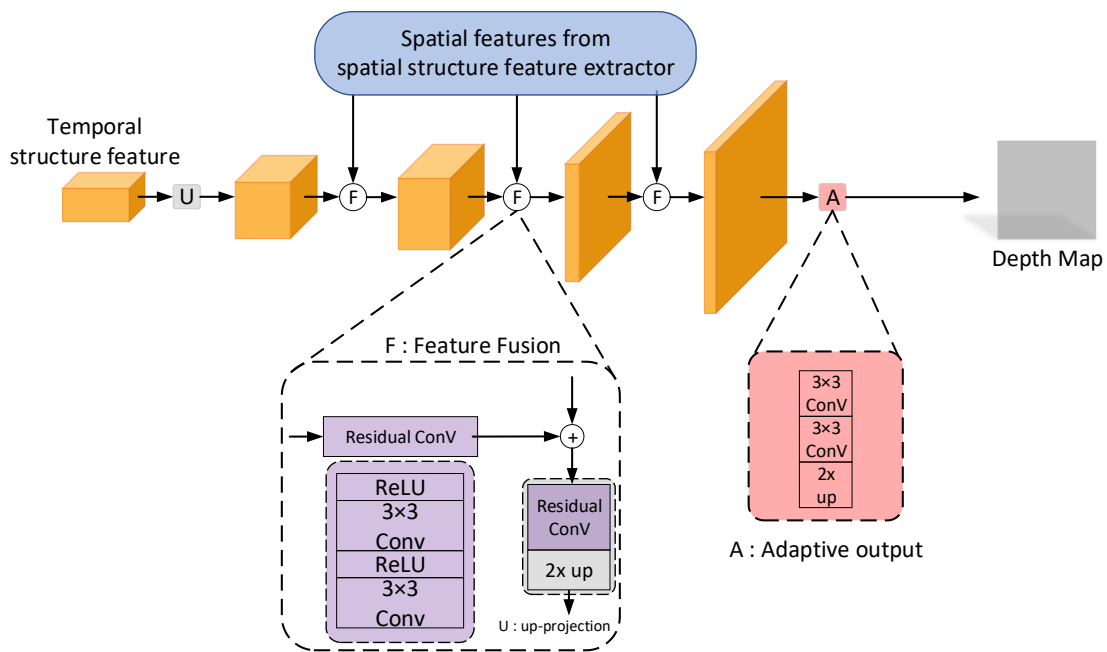 Spatial features from
spatial structure feature extractor
Temporal
structure feature
U
F
F
F
A
Depth Map
F : Feature Fusion
Residual ConV
+
ReLU
3×3
Conv
ReLU
3×3
Conv
Residual
ConV
2x up
U : up-projection
3×3
ConV
3×3
ConV
2x
up
A : Adaptive output